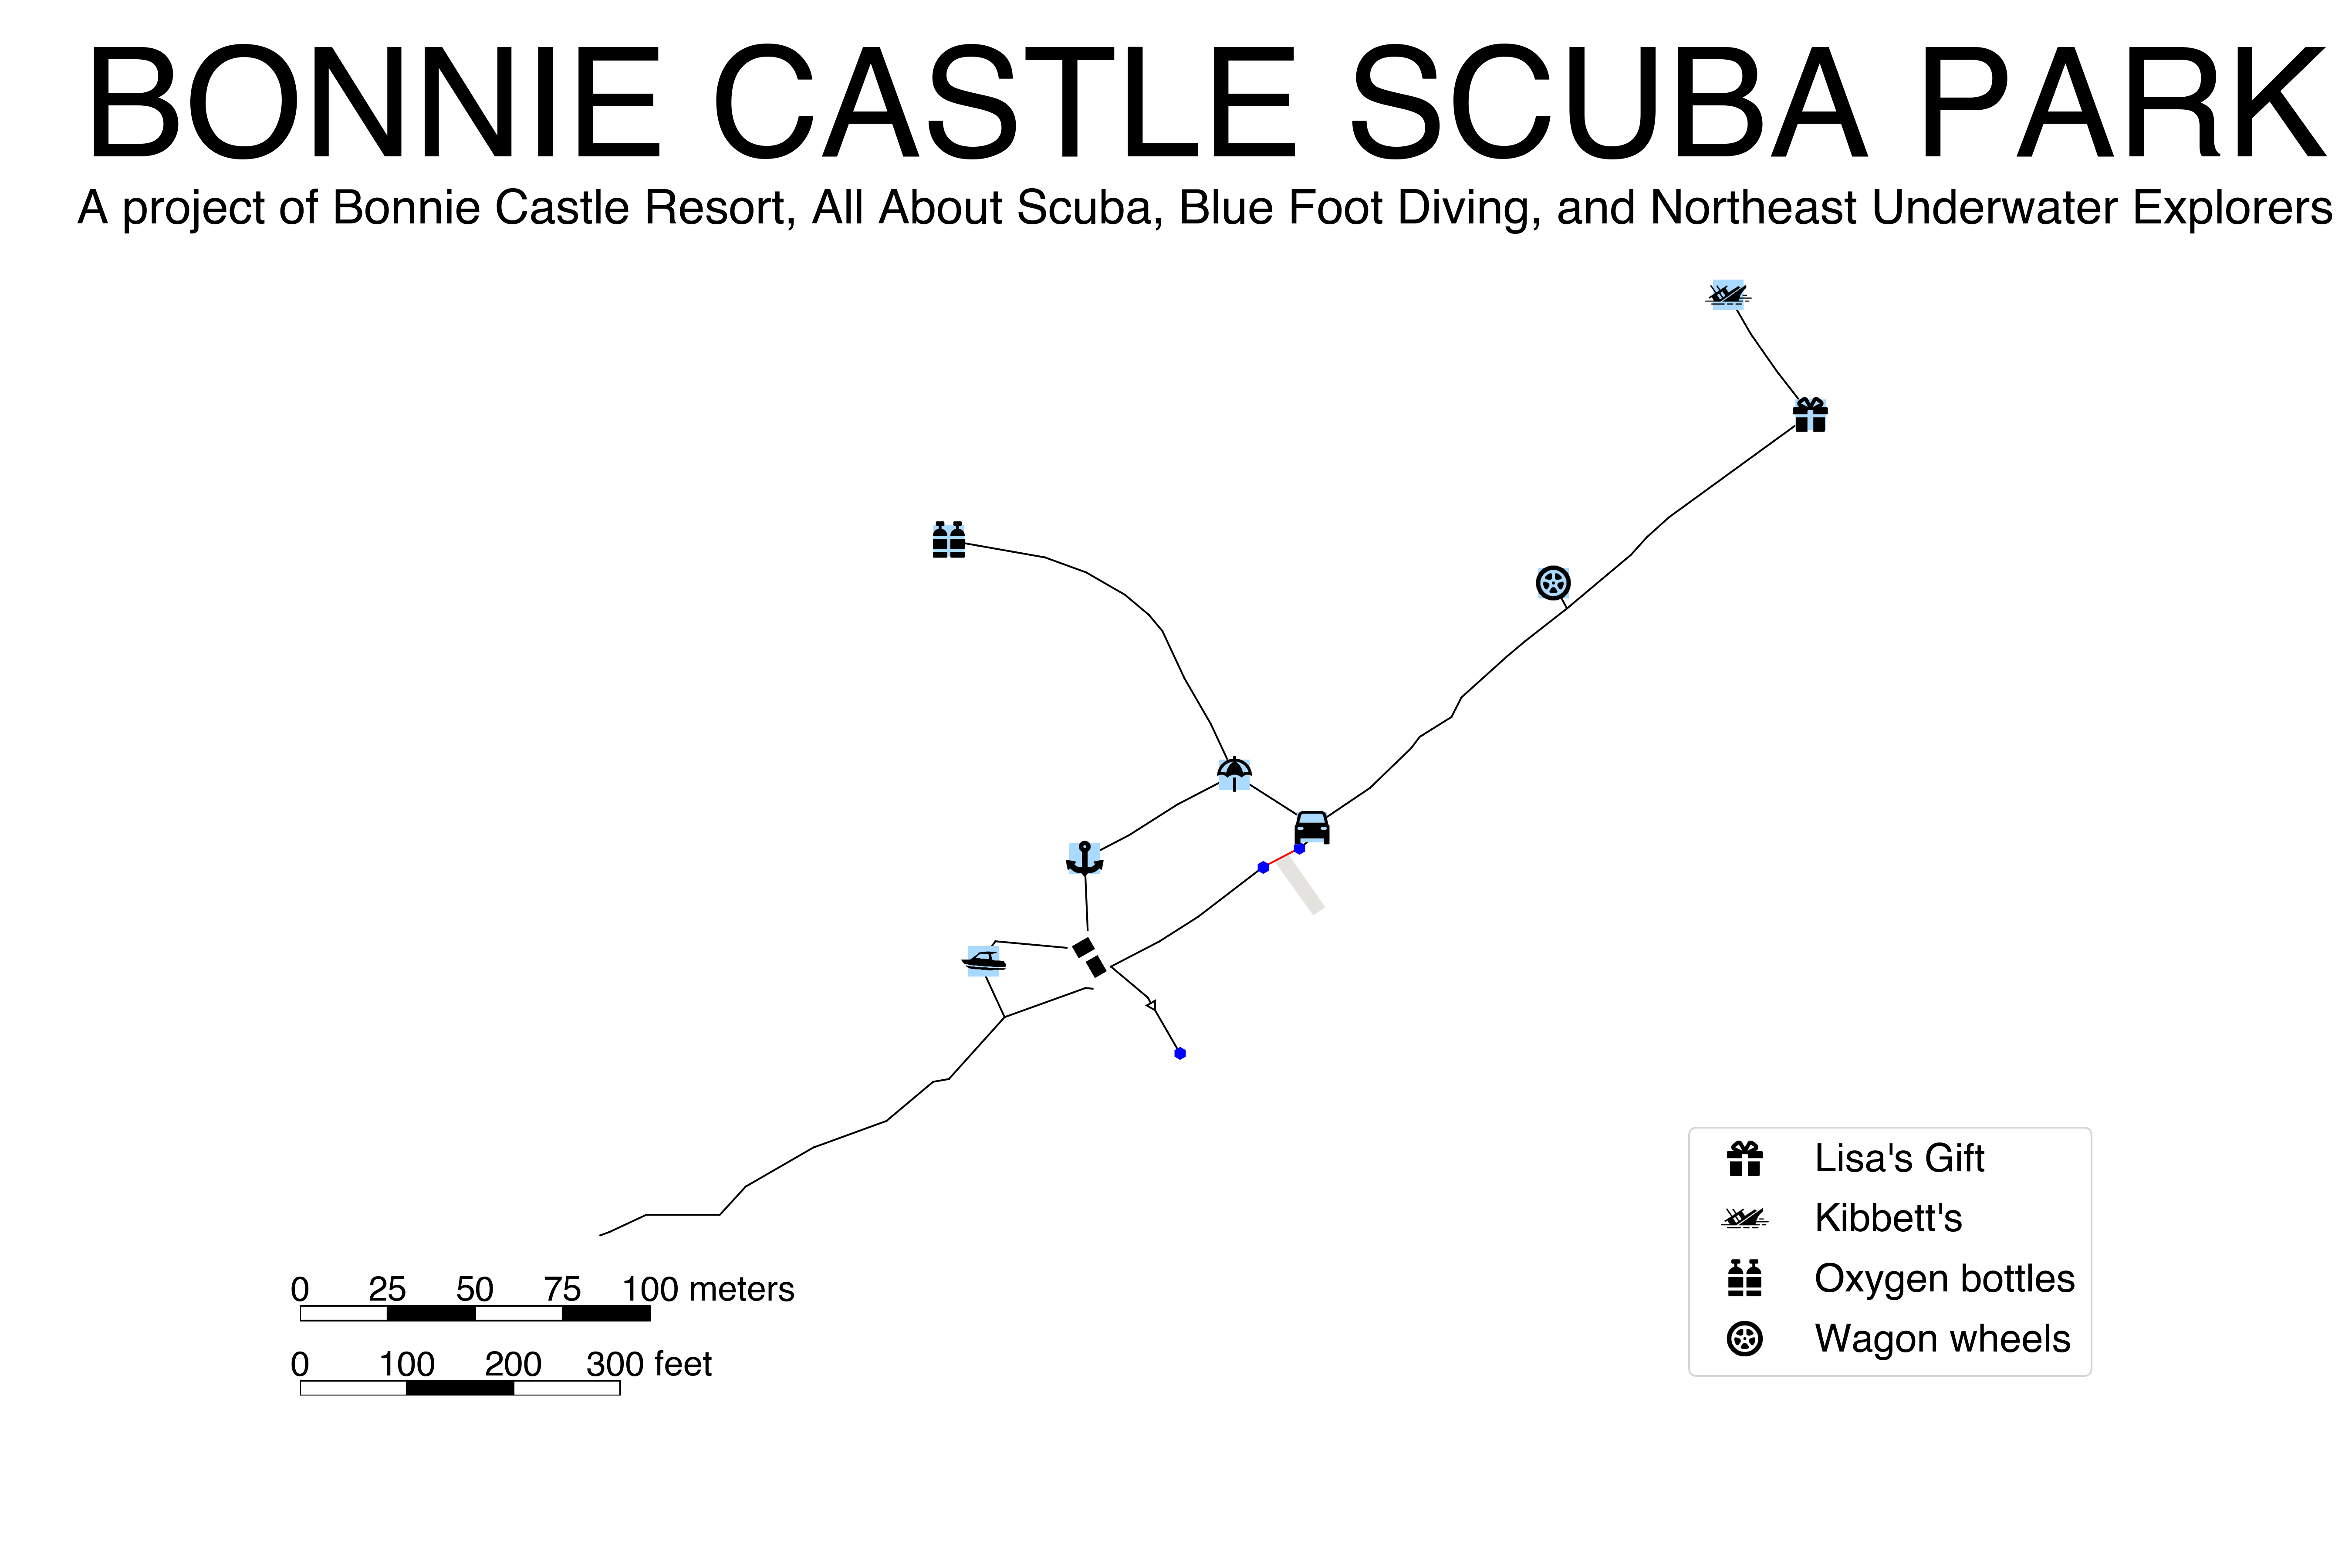 BONNIE CASTLE SCUBA PARK
A project of Bonnie Castle Resort, All About Scuba, Blue Foot Diving, and Northeast Underwater Explorers
Lisa's Gift
Kibbett's
Oxygen bottles
Wagon wheels
0 25 50 75 100 meters
0 100 200 300 feet